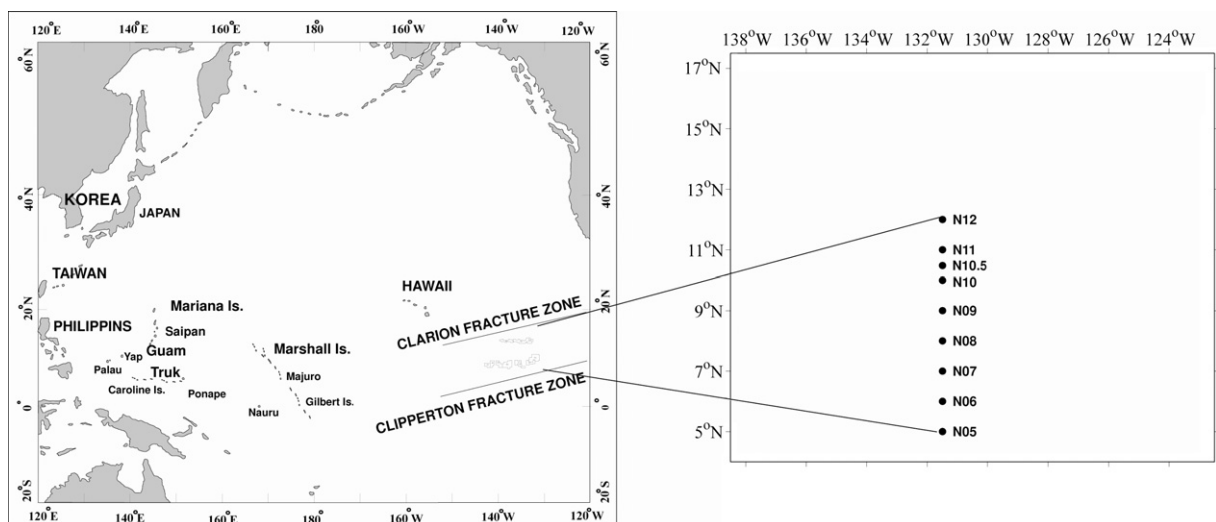 120°E 140°E 160°E 180° 160°W 140°W 120°W
138°W 136°W 134°W 132°W 130°W 128°W 126°W 124°W
60°N 60°N
17°N
15°N
13°N
40°N 40°N
KOREA
JAPAN
N12
11°N N11
N10.5
N10
TAIWAN
HAWAII
20°N 20°N
Mariana Is.
CLARION FRACTURE ZONE
9°N N09
PHILIPPINS Saipan
Guam
Yap
Marshall Is.
N08
Palau Truk
Majuro
7°N N07
Caroline Is. Ponape
Gilbert Is.
Nauru
0 0
CLIPPERTON FRACTURE ZONE
N06
5°N N05
20°S 20°S
120°E 140°E 160°E 180° 160°W 140°W 120°W